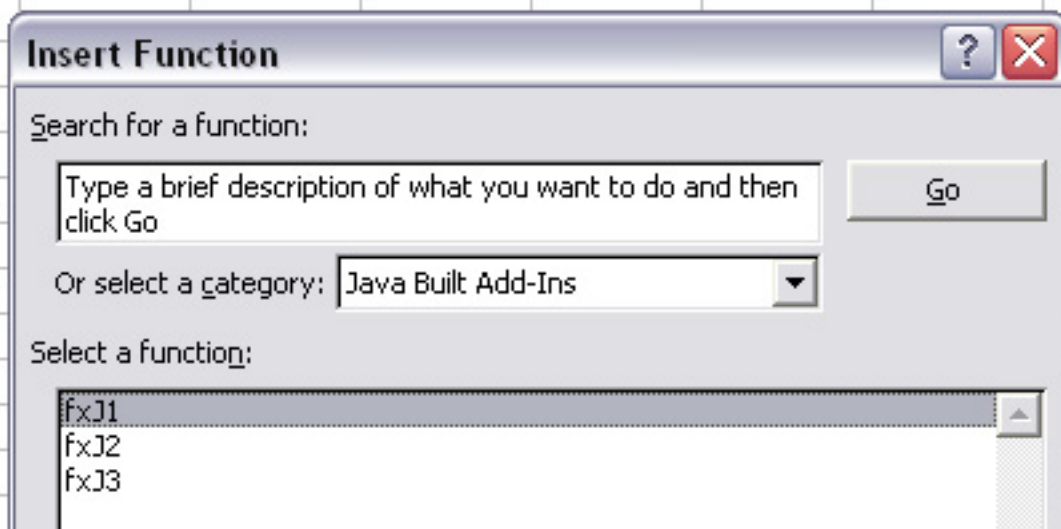 Insert Function
?
Search for a function:
Type a brief description of what you want to do and then
click Go
Go
Or select a category: Java Built Add-Ins
Select a function:
fxJ1
fxJ2
fxJ3